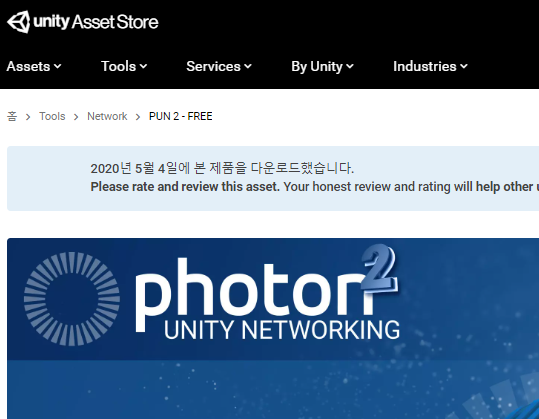 unity Asset Store
Assets Tools Services By Unity Industries
홈 > Tools > Network > PUN 2 - FREE
2020년 5월 4일에 본 제품을 다운로드했습니다.
Please rate and review this asset. Your honest review and rating will help other
photon 2
UNITY NETWORKING